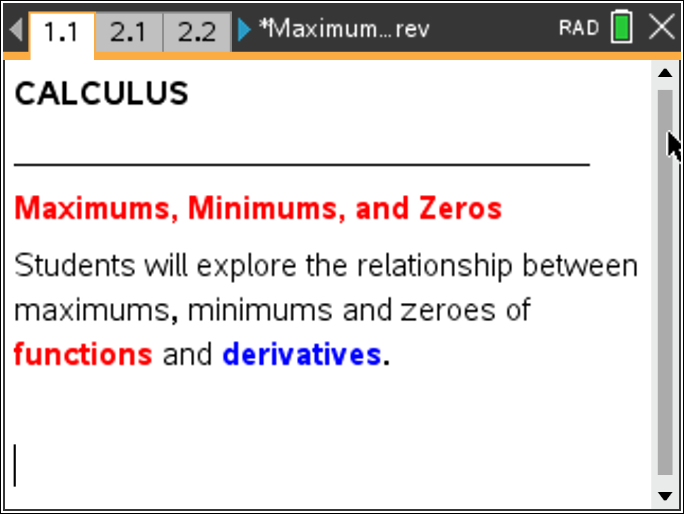 1.1 2.1 2.2 *Maximum...rev RAD
CALCULUS
Maximums, Minimums, and Zeros
Students will explore the relationship between
maximums, minimums and zeroes of
functions and derivatives.